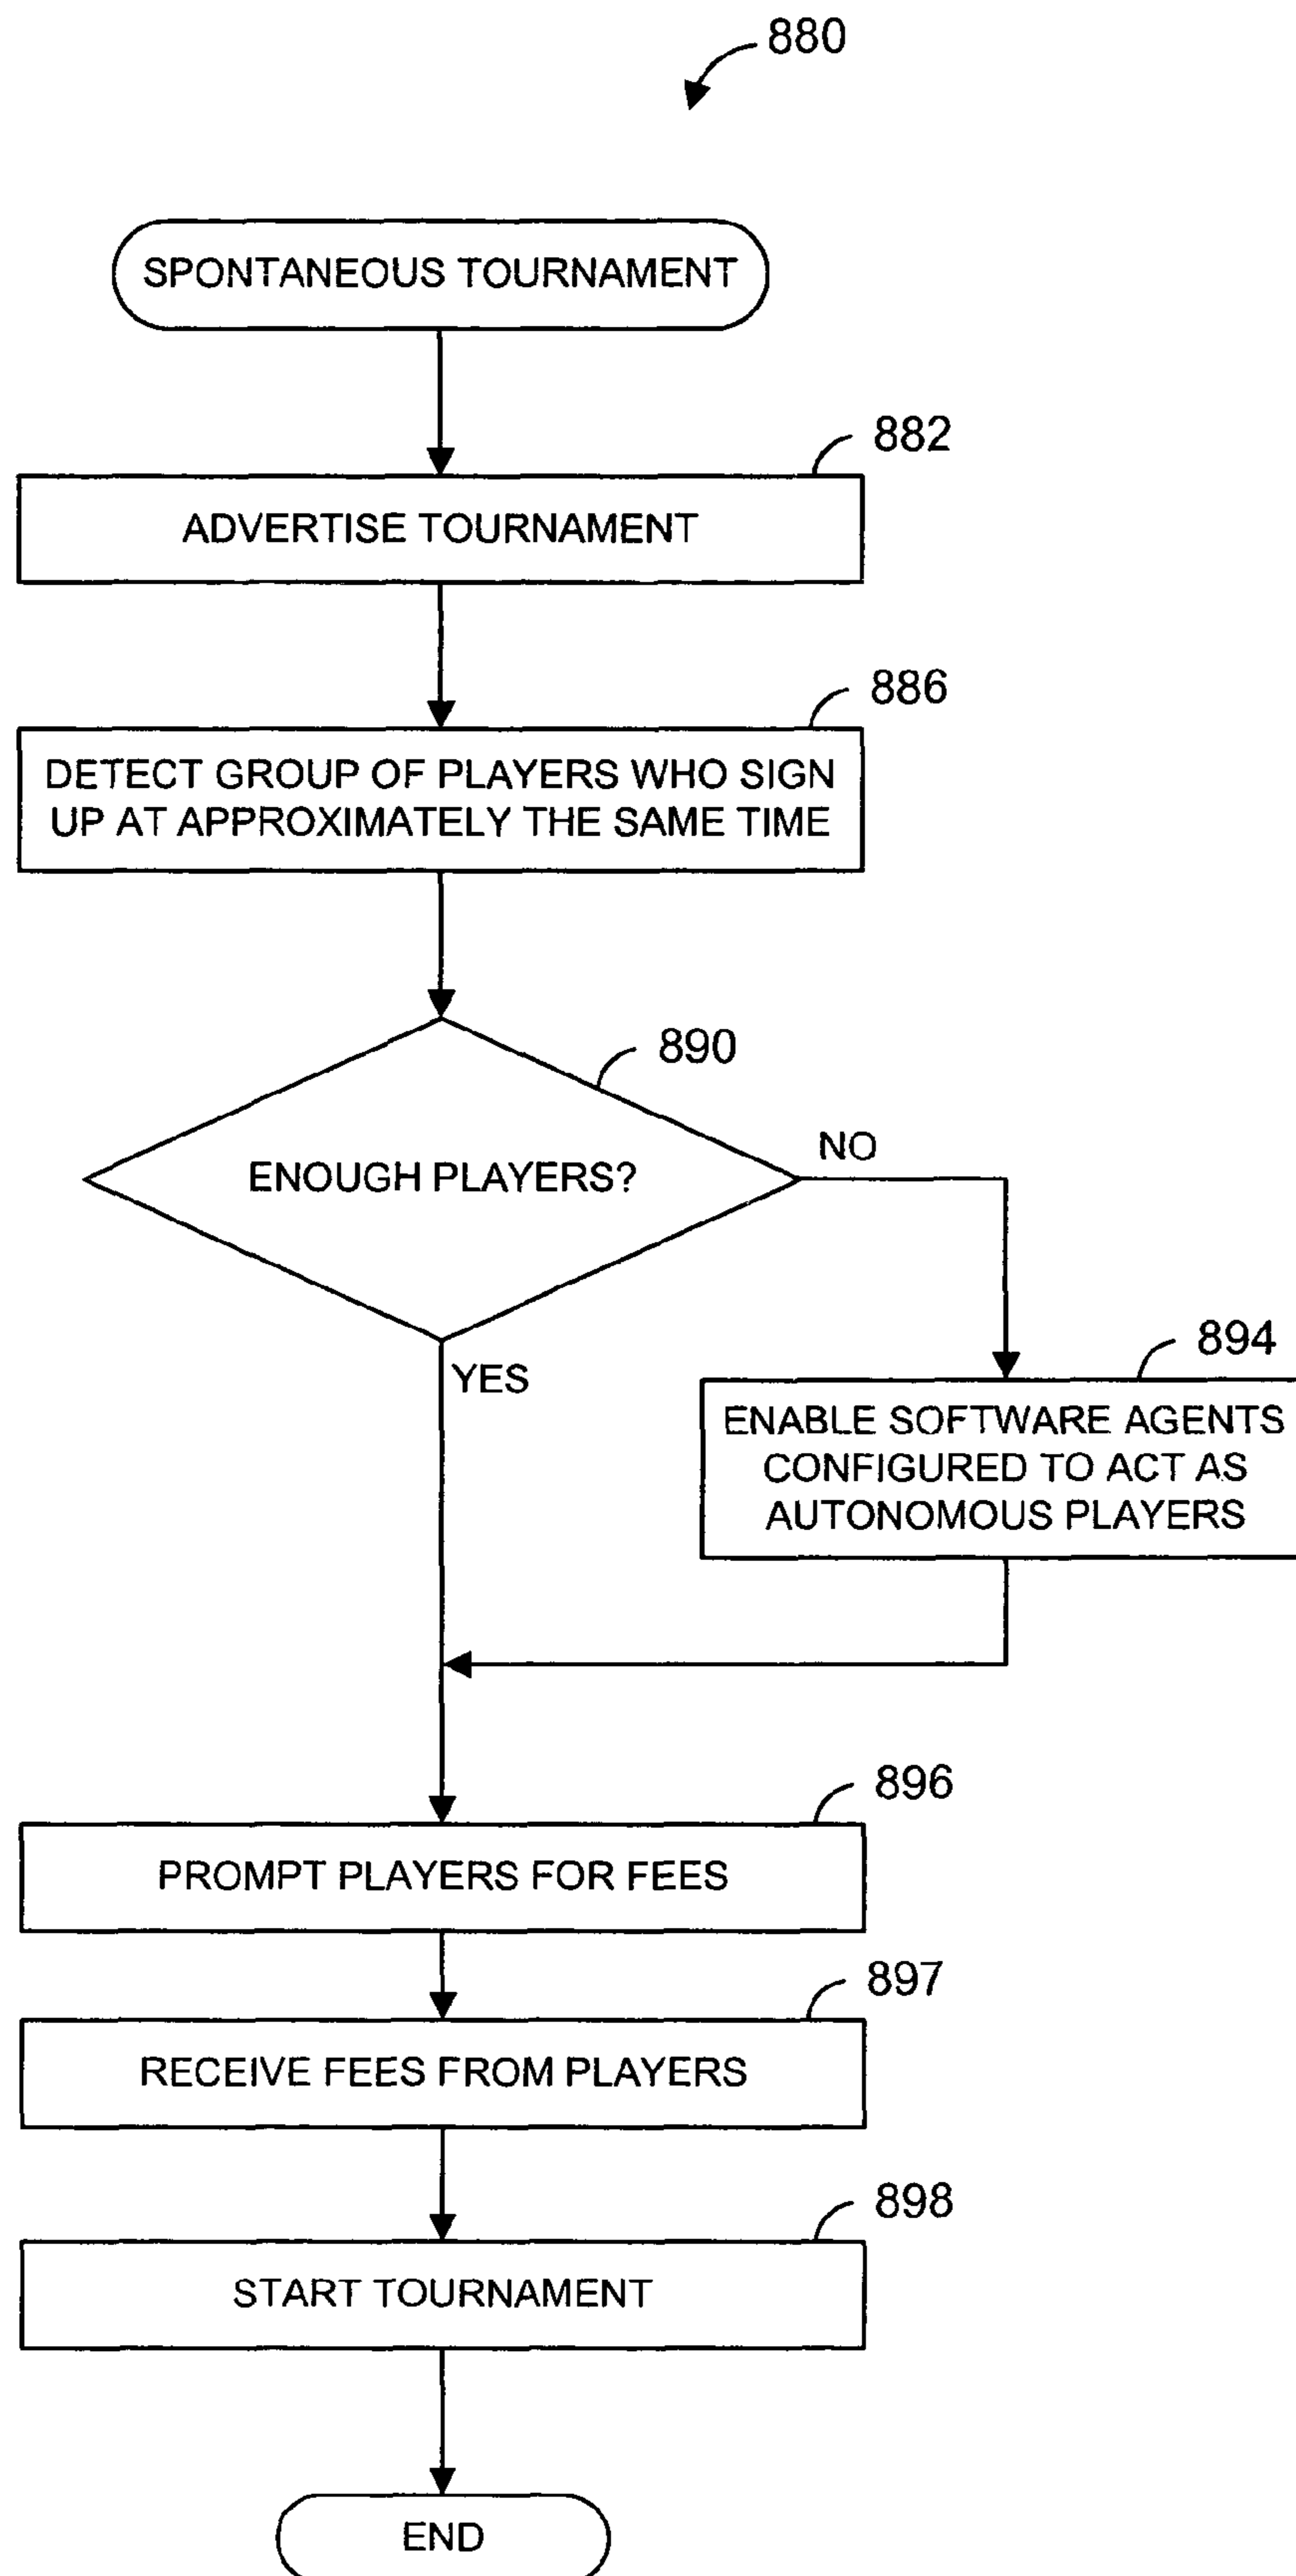 880
SPONTANEOUS TOURNAMENT
882
ADVERTISE TOURNAMENT
886
DETECT GROUP OF PLAYERS WHO SIGN
UP AT APPROXIMATELY THE SAME TIME
890
ENOUGH PLAYERS?
NO
YES
894
ENABLE SOFTWARE AGENTS
CONFIGURED TO ACT AS
AUTONOMOUS PLAYERS
896
PROMPT PLAYERS FOR FEES
897
RECEIVE FEES FROM PLAYERS
898
START TOURNAMENT
END